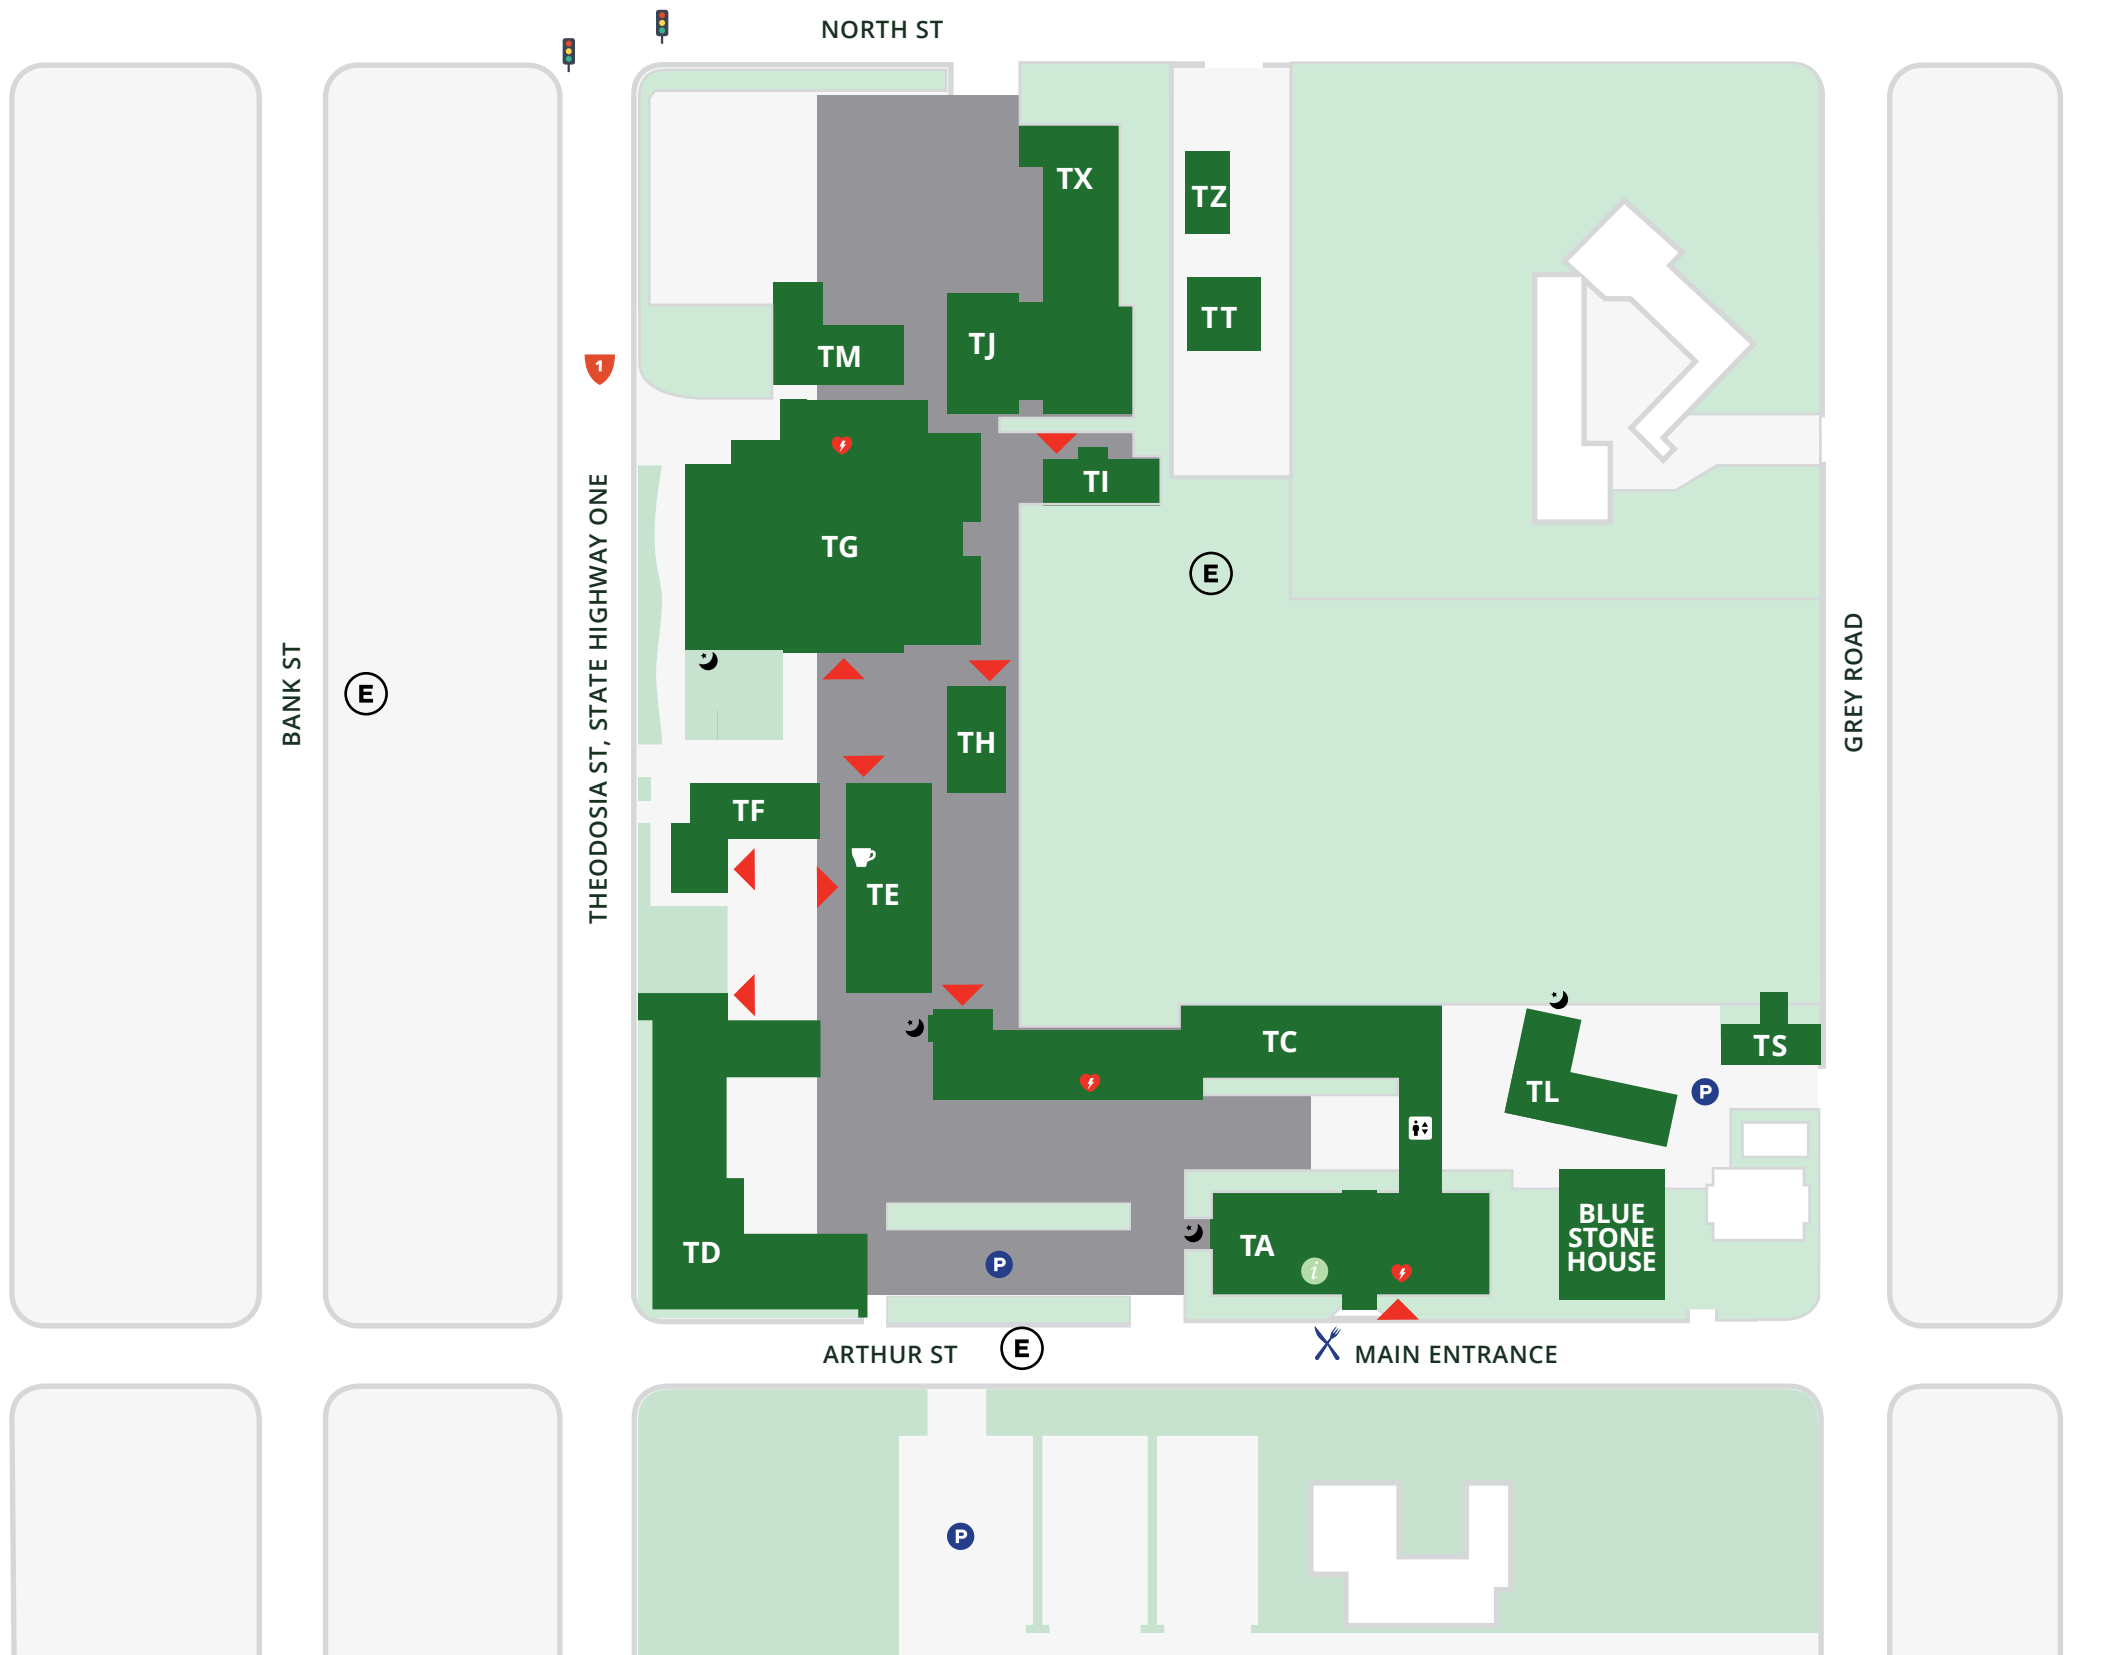 NORTH ST
TX
TZ
TT
TJ
TM
1
TI
TG
E
THEODOSIA ST, STATE HIGHWAY ONE
BANK ST
E
GREY ROAD
TH
TF
TE
TC
TS
TL
P
BLUE
STONE
HOUSE
TA
i
TD
P
ARTHUR ST
E
MAIN ENTRANCE
P